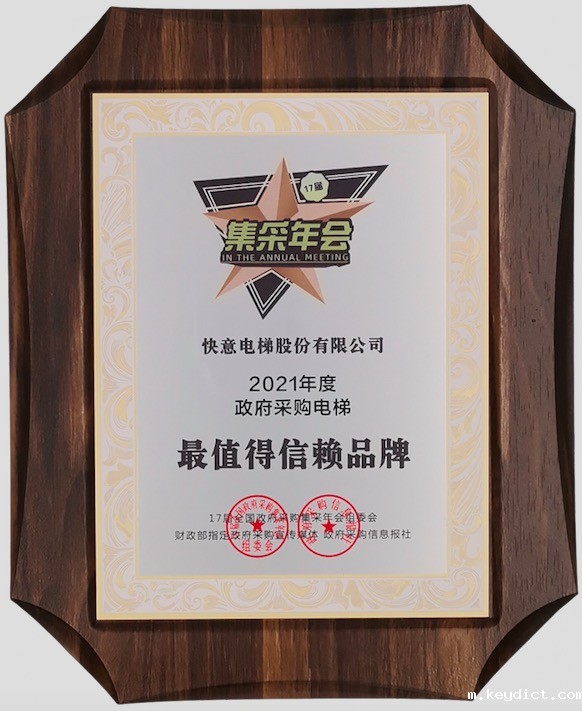 17届
集采年会
IN THE ANNUAL MEETING
快意电梯股份有限公司
2021年度
政府采购电梯
最值得信赖品牌
17届全国政府采购集采年会组委会
财政部指定政府采购宣传媒体 政府采购信息报社
组委会
m.keydict.com